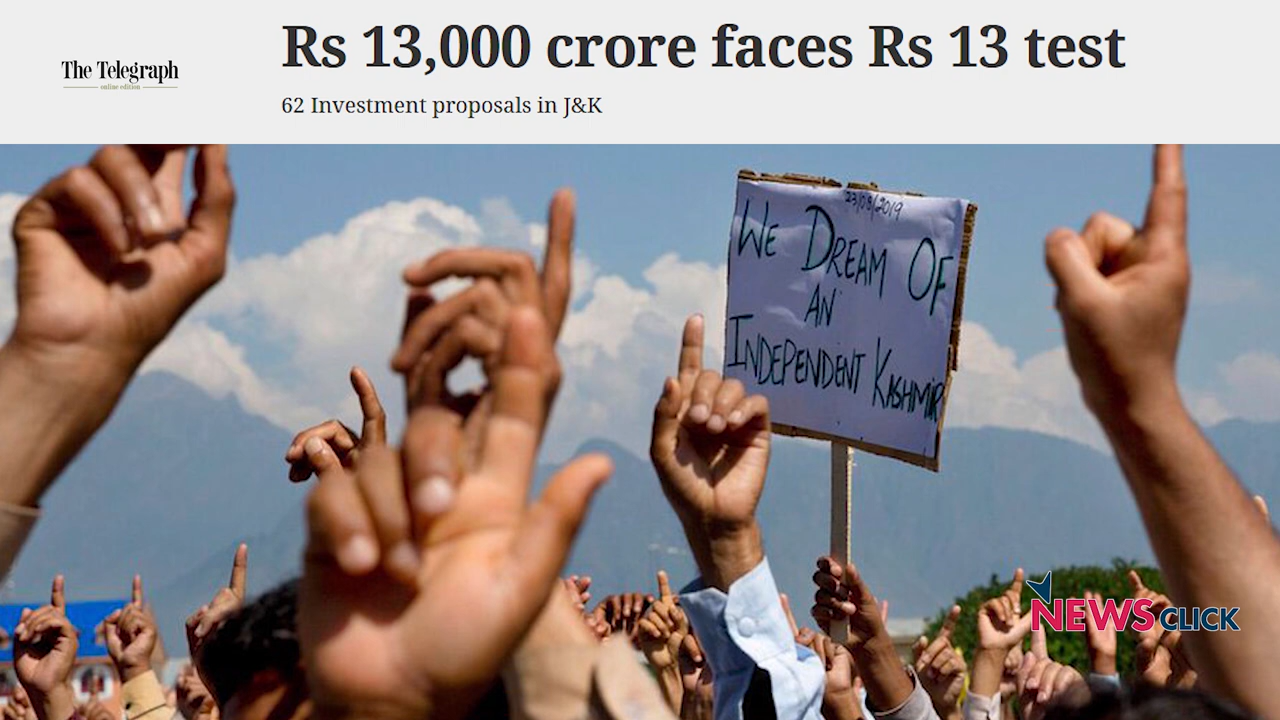 Rs 13,000 crore faces Rs 13 test
The Telegraph
online edition
62 Investment proposals in J&K
23/08/2019
WE DREAM OF
AN
INDEPENDENT KASHMIR
NEWSCLICK